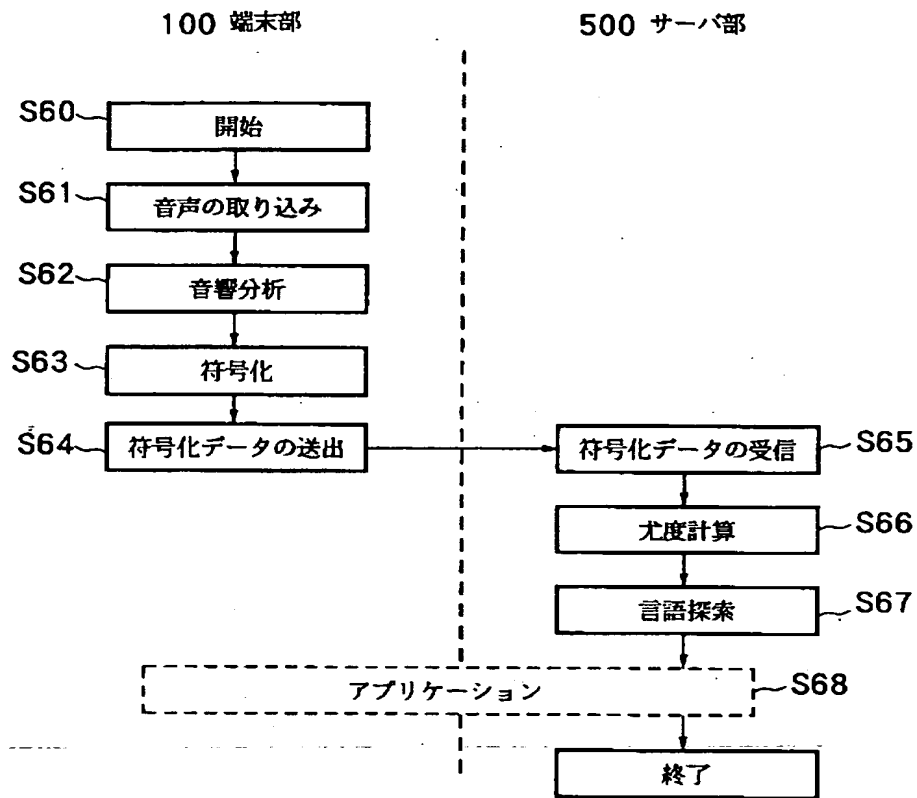 100 端末部
500 サーバ部
S60
開始
S61
音声の取り込み
S62
音響分析
S63
符号化
S64
符号化データの送出
符号化データの受信
S65
尤度計算
S66
言語探索
S67
アプリケーション
S68
終了